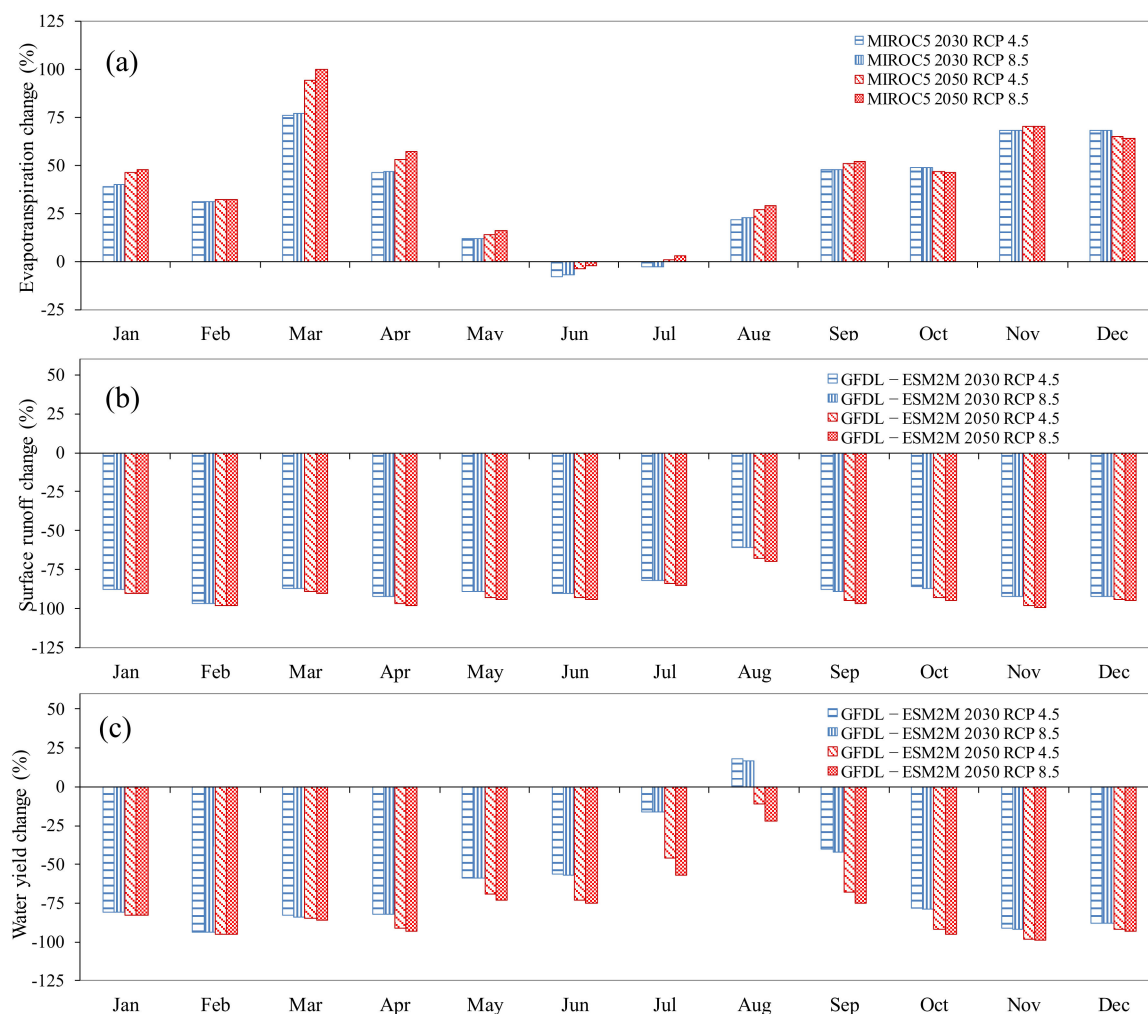 125
100
75
50
25
0
-25
Evapotranspiration change (%)
(a)
MIROC5 2030 RCP 4.5
MIROC5 2030 RCP 8.5
MIROC5 2050 RCP 4.5
MIROC5 2050 RCP 8.5
Jan Feb Mar Apr May Jun Jul Aug Sep Oct Nov Dec
50
25
0
-25
-50
-75
-100
-125
Surface runoff change (%)
(b)
GFDL − ESM2M 2030 RCP 4.5
GFDL − ESM2M 2030 RCP 8.5
GFDL − ESM2M 2050 RCP 4.5
GFDL − ESM2M 2050 RCP 8.5
Jan Feb Mar Apr May Jun Jul Aug Sep Oct Nov Dec
50
25
0
-25
-50
-75
-100
-125
Water yield change (%)
(c)
GFDL − ESM2M 2030 RCP 4.5
GFDL − ESM2M 2030 RCP 8.5
GFDL − ESM2M 2050 RCP 4.5
GFDL − ESM2M 2050 RCP 8.5
Jan Feb Mar Apr May Jun Jul Aug Sep Oct Nov Dec